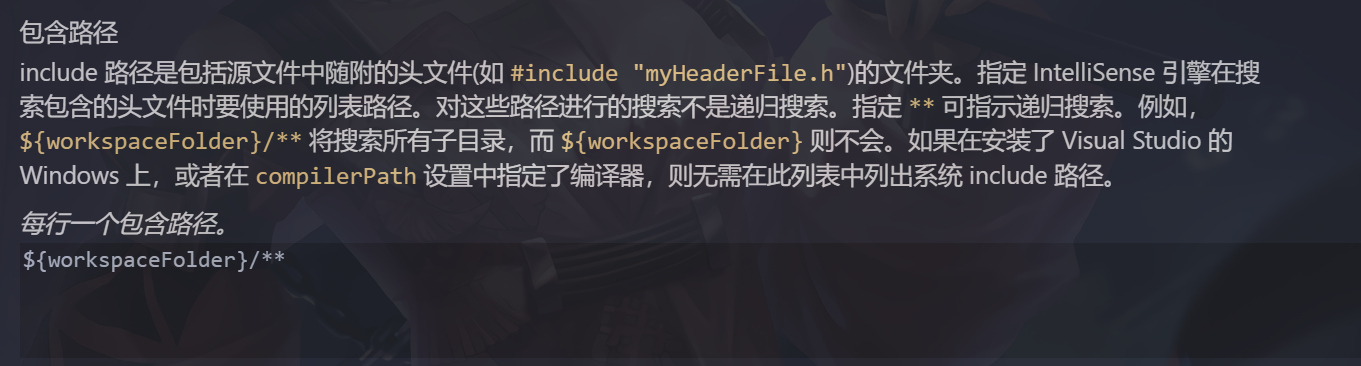 包含路径
include 路径是包括源文件中随附的头文件(如 #include "myHeaderFile.h")的文件夹。指定 IntelliSense 引擎在搜
索包含的头文件时要使用的列表路径。对这些路径进行的搜索不是递归搜索。指定 ** 可指示递归搜索。例如，
${workspaceFolder}/** 将搜索所有子目录，而 ${workspaceFolder} 则不会。如果在安装了 Visual Studio 的
Windows 上，或者在 compilerPath 设置中指定了编译器，则无需在此列表中列出系统 include 路径。
每行一个包含路径。
${workspaceFolder}/**